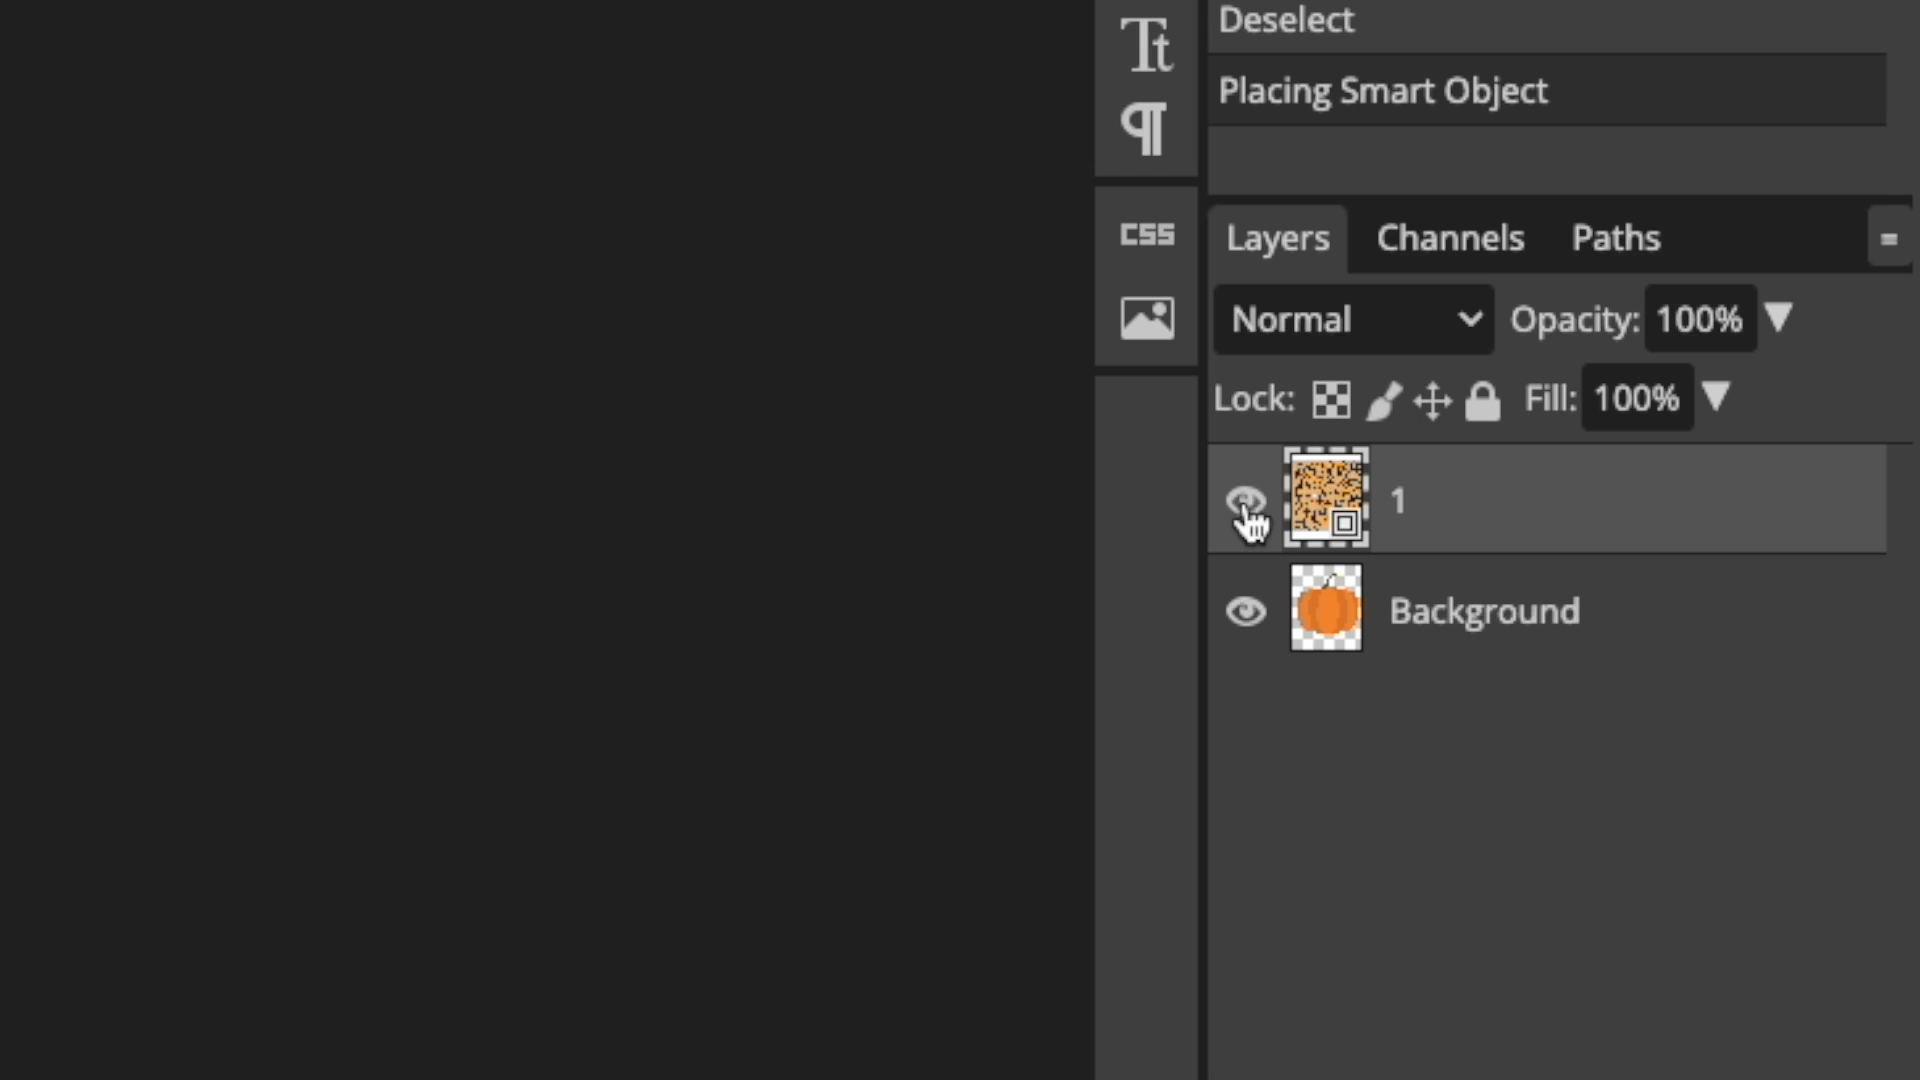 Tt
Deselect
Placing Smart Object
¶
CSS
Layers Channels Paths
Normal Opacity: 100%
Lock: Fill: 100%
1
Background